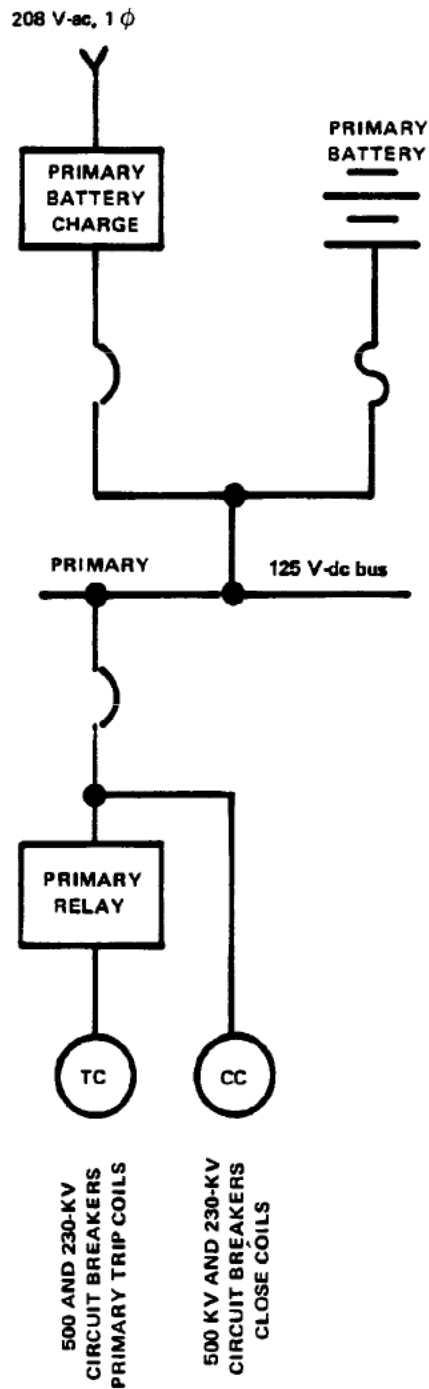 208 V-ac, 1 ϕ
PRIMARY
BATTERY
CHARGE
PRIMARY
BATTERY
PRIMARY
125 V-dc bus
PRIMARY
RELAY
TC
CC
500 AND 230-KV
CIRCUIT BREAKERS
PRIMARY TRIP COILS
500 KV AND 230-KV
CIRCUIT BREAKERS
CLOSE COILS